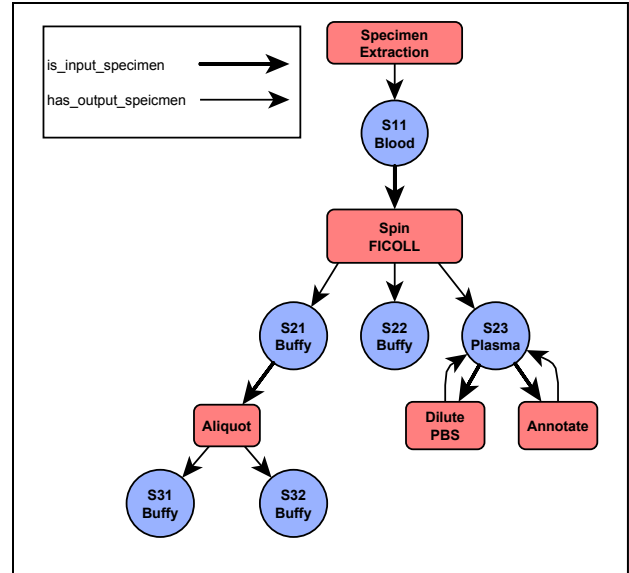 Specimen
Extraction
is_input_specimen
has_output_speicmen
S11
Blood
Spin
FICOLL
S21
Buffy
S22
Buffy
S23
Plasma
Aliquot
Dilute
PBS
Annotate
S31
Buffy
S32
Buffy